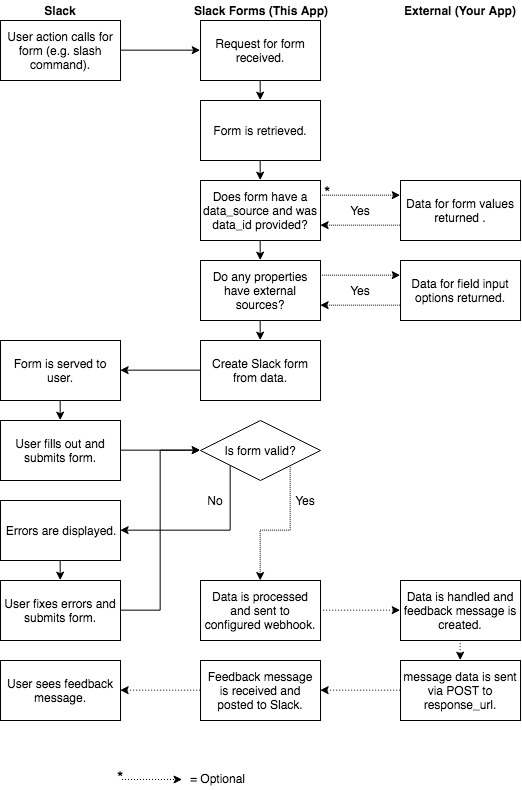 Slack
Slack Forms (This App)
External (Your App)
User action calls for
form (e.g. slash
command).
Request for form
received.
Form is retrieved.
Does form have a
data_source and was
data_id provided?
*
Yes
Data for form values
returned .
Do any properties
have external
sources?
Yes
Data for field input
options returned.
Form is served to
user.
Create Slack form
from data.
User fills out and
submits form.
Is form valid?
No
Yes
Errors are displayed.
User fixes errors and
submits form.
Data is processed
and sent to
configured webhook.
Data is handled and
feedback message is
created.
User sees feedback
message.
Feedback message
is received and
posted to Slack.
message data is sent
via POST to
response_url.
* = Optional